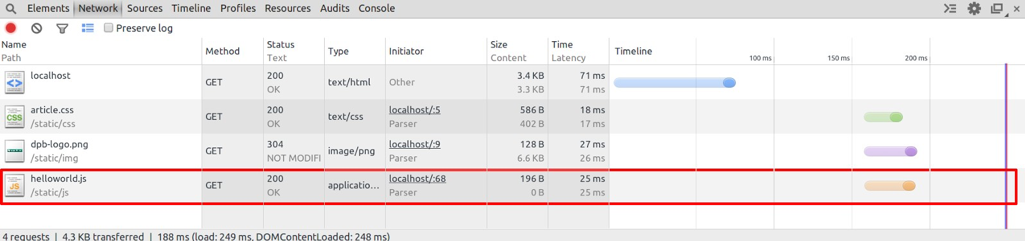 Elements Network Sources Timeline Profiles Resources Audits Console
Preserve log
Name Method Status Type Initiator Size Time Timeline
Path Text Content Latency
100 ms 150 ms 200 ms
localhost GET 200 text/html Other 3.4 KB 71 ms
OK 3.3 KB 71 ms
article.css GET 200 text/css localhost/:5 586 B 18 ms
/static/css OK Parser 402 B 17 ms
dpb-logo.png GET 304 image/png localhost/:9 128 B 27 ms
/static/img NOT MODIFI Parser 6.6 KB 26 ms
helloworld.js GET 200 applicatio... localhost/:68 196 B 25 ms
/static/js OK Parser 0 B 25 ms
4 requests | 4.3 KB transferred | 188 ms (load: 249 ms, DOMContentLoaded: 248 ms)